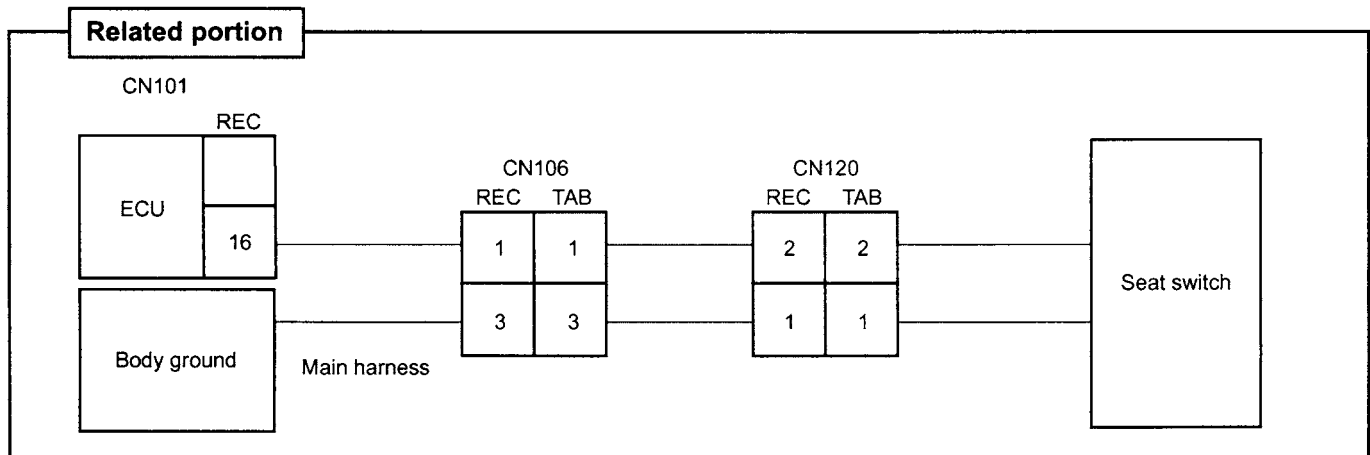 Related portion
CN101
REC
ECU
16
CN106
REC TAB
1 1
3 3
CN120
REC TAB
2 2
1 1
Seat switch
Body ground
Main harness